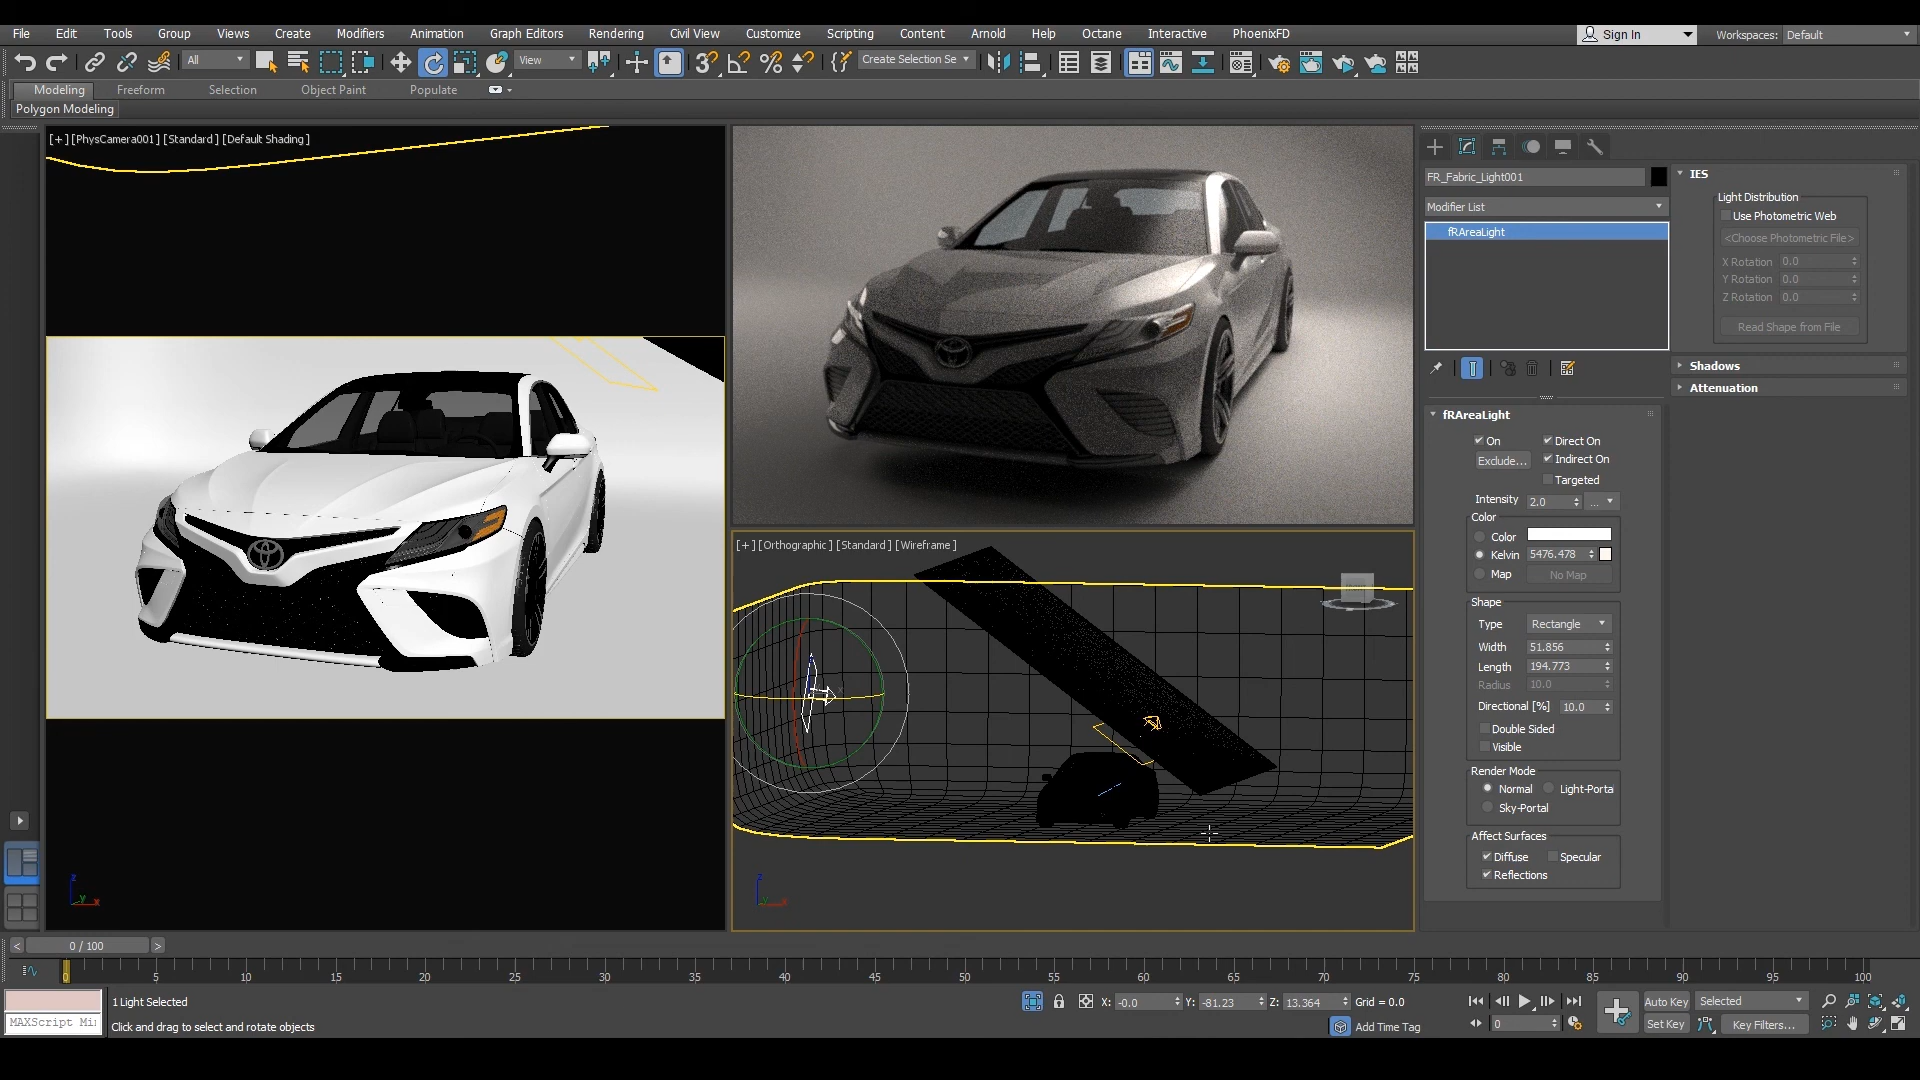 File Edit Tools Group Views Create Modifiers Animation Graph Editors Rendering Civil View Customize Scripting Content Arnold Help Octane Interactive PhoenixFD Sign In Workspaces: Default
All View 3 Create Selection Se
Modeling Freeform Selection Object Paint Populate
Polygon Modeling
[+] [PhysCamera001] [Standard] [Default Shading]
[+] [Orthographic] [Standard] [Wireframe]
FR_Fabric_Light001
Modifier List
fRAreaLight
fRAreaLight
On Direct On
Exclude... Indirect On
Targeted
Intensity 2.0 ...
Color
Color
Kelvin 5476.478
Map No Map
Shape
Type Rectangle
Width 51.856
Length 194.773
Radius 10.0
Directional [%] 10.0
Double Sided
Visible
Render Mode
Normal Light-Porta
Sky-Portal
Affect Surfaces
Diffuse Specular
Reflections
IES
Light Distribution
Use Photometric Web
<Choose Photometric File>
X Rotation 0.0
Y Rotation 0.0
Z Rotation 0.0
Read Shape from File
Shadows
Attenuation
z
y x
z
y x
< 0 / 100 >
0 5 10 15 20 25 30 35 40 45 50 55 60 65 70 75 80 85 90 95 100
1 Light Selected
MAXScript Mi
Click and drag to select and rotate objects
X: -0.0 Y: -81.23 Z: 13.364 Grid = 0.0
Add Time Tag
0
Auto Key Selected
Set Key Key Filters...